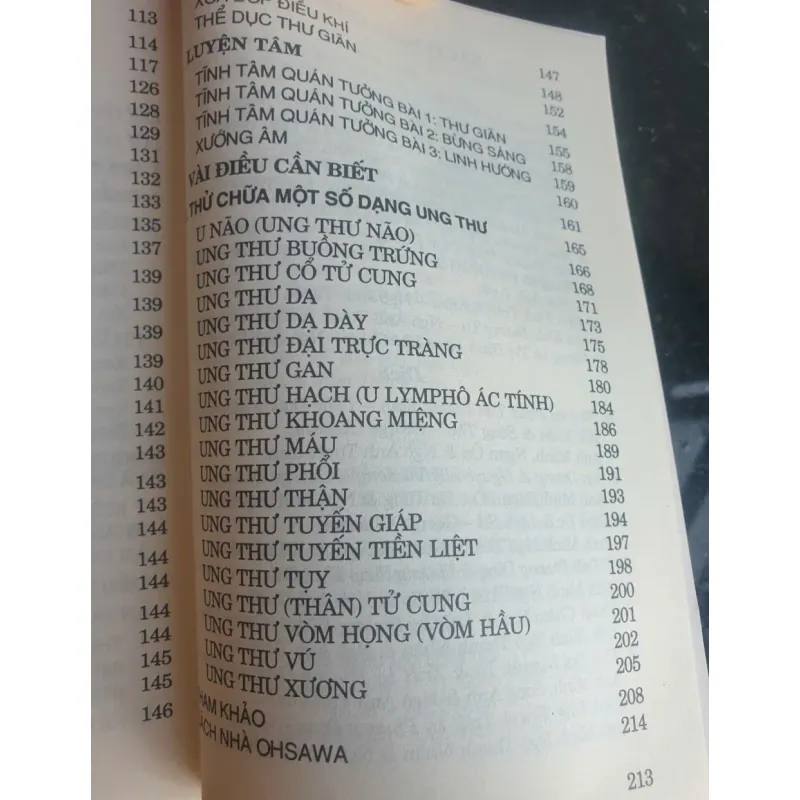 113
114
117
126
128
129
131
132
133
135
137
139
139
139
139
140
141
142
143
143
143
144
144
144
144
144
145
145
146
BÓP ĐIỀU KHÍ
THỂ DỤC THƯ GIÃN
LUYỆN TÂM
TĨNH TÂM QUÁN TƯỞNG BÀI 1: THƯ GIÃN
TĨNH TÂM QUÁN TƯỞNG BÀI 2: BỪNG SÁNG
TĨNH TÂM QUÁN TƯỞNG BÀI 3: LINH HƯỚNG
XƯỚNG ÂM
VÀI ĐIỀU CẦN BIẾT
THỬ CHỮA MỘT SỐ DẠNG UNG THƯ
U NÃO (UNG THƯ NÃO)
UNG THƯ BUỒNG TRỨNG
UNG THƯ CỔ TỬ CUNG
UNG THƯ DA
UNG THƯ DẠ DÀY
UNG THƯ ĐẠI TRỰC TRÀNG
UNG THƯ GAN
UNG THƯ HẠCH (U LYMPHÔ ÁC TÍNH)
UNG THƯ KHOANG MIỆNG
UNG THƯ MÁU
UNG THƯ PHỔI
UNG THƯ THẬN
UNG THƯ TUYẾN GIÁP
UNG THƯ TUYẾN TIỀN LIỆT
UNG THƯ TỤY
UNG THƯ (THÂN) TỬ CUNG
UNG THƯ VÒM HỌNG (VÒM HẦU)
UNG THƯ VÚ
UNG THƯ XƯƠNG
KHẢO
NHÀ OHSAWA
147
148
152
154
155
158
159
160
161
165
166
168
171
173
175
178
180
184
186
189
191
193
194
197
198
200
201
202
205
208
214
213